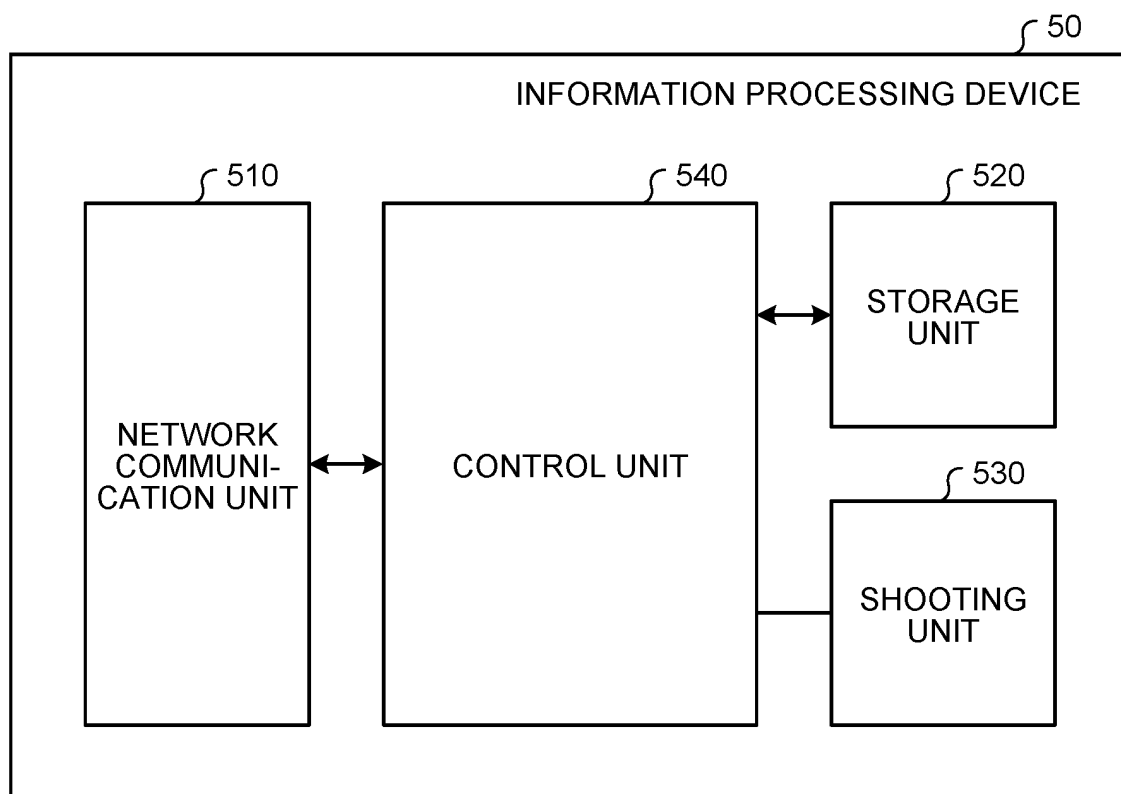 50
INFORMATION PROCESSING DEVICE
510
540
520
STORAGE
UNIT
NETWORK
COMMUNI-
CATION UNIT
CONTROL UNIT
530
SHOOTING
UNIT